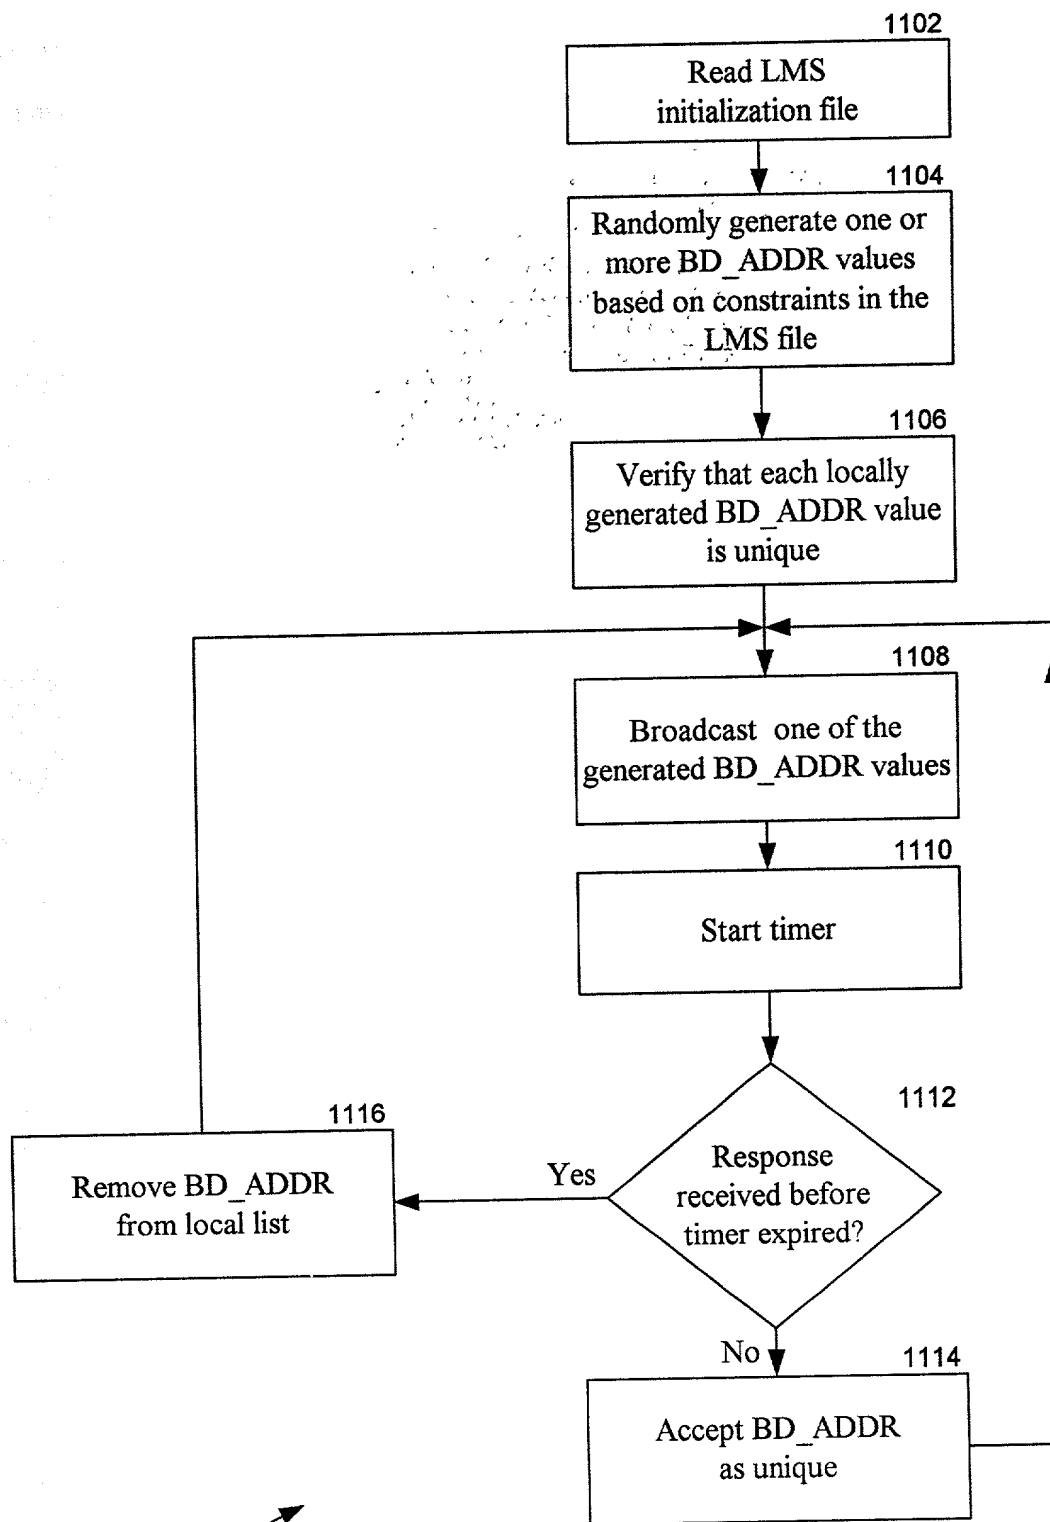 1102
Read LMS
initialization file
1104
Randomly generate one or
more BD_ADDR values
based on constraints in the
LMS file
1106
Verify that each locally
generated BD_ADDR value
is unique
1108
Broadcast one of the
generated BD_ADDR values
1110
Start timer
1112
Response
received before
timer expired?
Yes
1116
Remove BD_ADDR
from local list
No
1114
Accept BD_ADDR
as unique